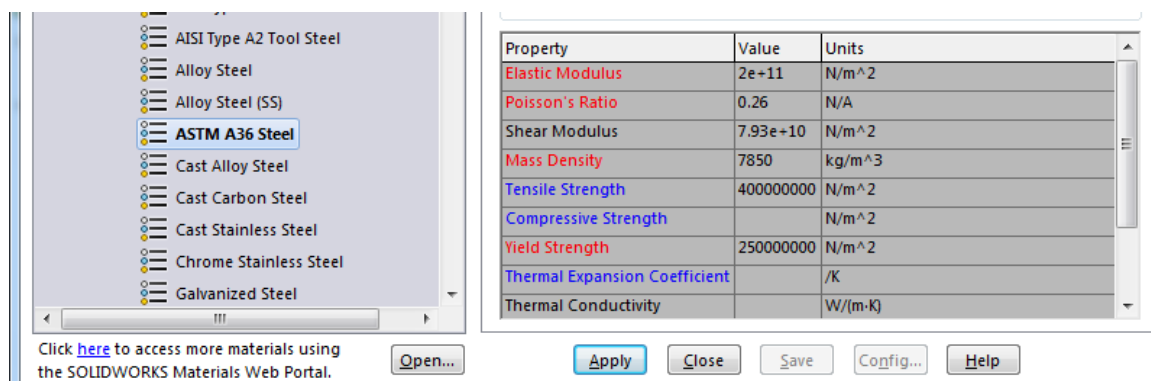 AISI Type A2 Tool Steel
Alloy Steel
Alloy Steel (SS)
ASTM A36 Steel
Cast Alloy Steel
Cast Carbon Steel
Cast Stainless Steel
Chrome Stainless Steel
Galvanized Steel
Click here to access more materials using
the SOLIDWORKS Materials Web Portal.
Open...
Property Value Units
Elastic Modulus 2e+11 N/m^2
Poisson's Ratio 0.26 N/A
Shear Modulus 7.93e+10 N/m^2
Mass Density 7850 kg/m^3
Tensile Strength 400000000 N/m^2
Compressive Strength N/m^2
Yield Strength 250000000 N/m^2
Thermal Expansion Coefficient /K
Thermal Conductivity W/(m·K)
Apply Close Save Config... Help